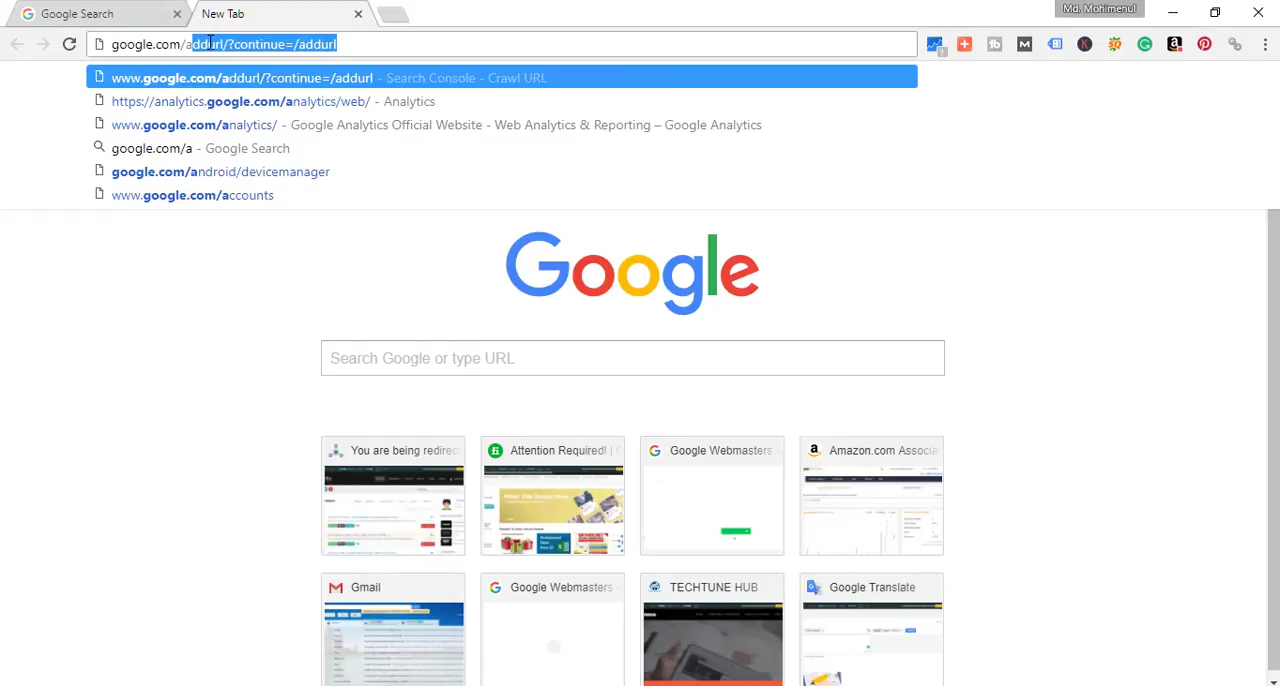 Google Search
New Tab
Md. Mohimenul
google.com/addurl/?continue=/addurl
www.google.com/addurl/?continue=/addurl - Search Console - Crawl URL
https://analytics.google.com/analytics/web/ - Analytics
www.google.com/analytics/ - Google Analytics Official Website - Web Analytics & Reporting – Google Analytics
google.com/a - Google Search
google.com/android/devicemanager
www.google.com/accounts
Google
Search Google or type URL
You are being redirec
Attention Required! |
Google Webmasters -
Amazon.com Associa
Gmail
Google Webmasters -
TECHTUNE HUB
Google Translate